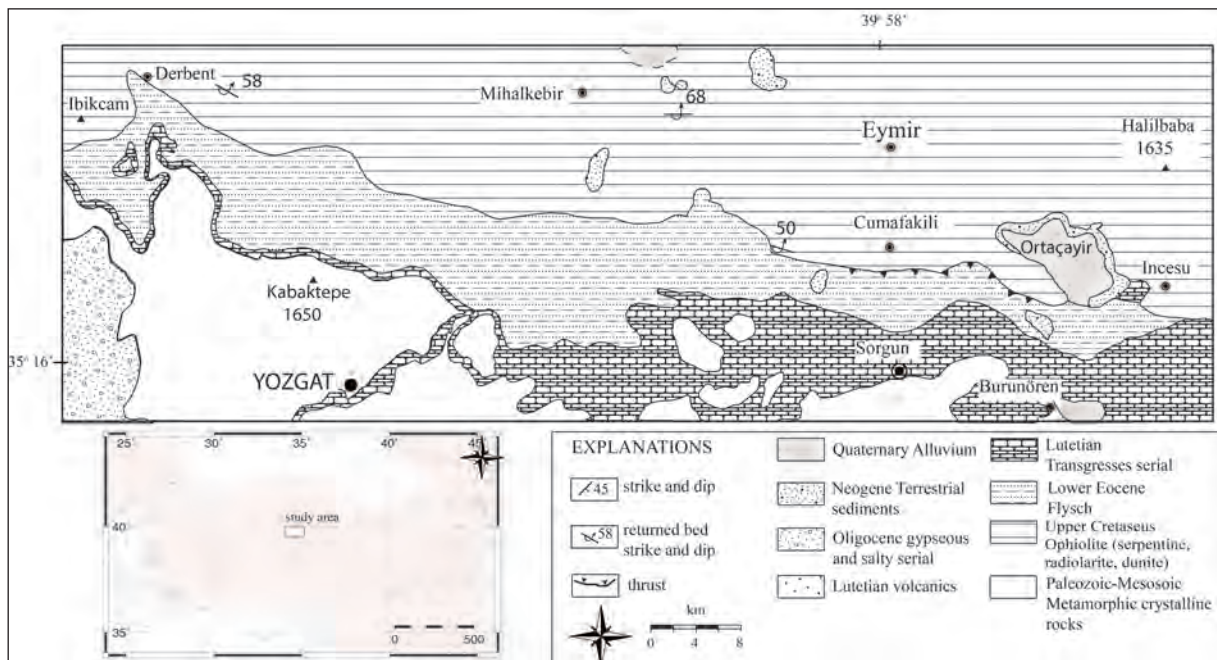 39° 58´
Derbent
58
Ibikcam
Mihalkebir
68
Eymir
Halilbaba
1635
50
Cumafakili
Ortaçayir
Incesu
Kabaktepe
1650
35° 16´
YOZGAT
Sorgun
Burunören
25°
30
35°
40
45°
study area
40
35°
0
500
EXPLANATIONS
45
strike and dip
58
returned bed
strike and dip
thrust
km
0 4 8
Quaternary Alluvium
Neogene Terrestrial
sediments
Oligocene gypseous
and salty serial
Lutetian volcanics
Lutetian
Transgresses serial
Lower Eocene
Flysch
Upper Cretaseus
Ophiolite (serpentine,
radiolarite, dunite)
Paleozoic-Mesosoic
Metamorphic crystalline
rocks